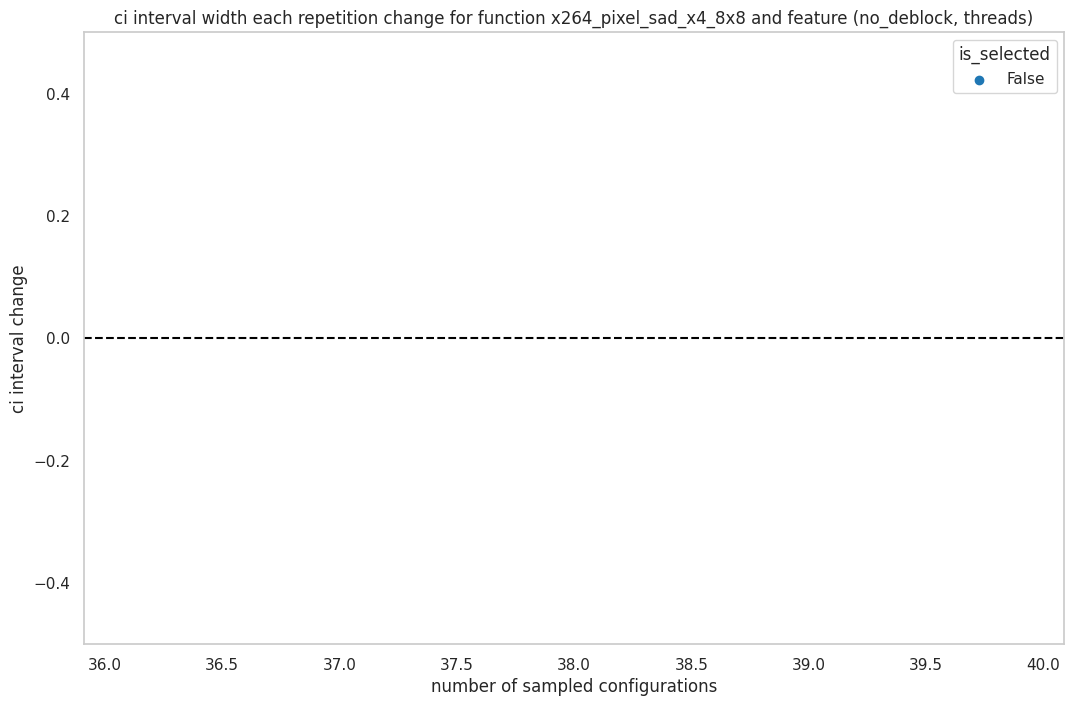 ci interval width each repetition change for function x264_pixel_sad_x4_8x8 and feature (no_deblock, threads)
is_selected
False
0.4
0.2
0.0
−0.2
−0.4
ci interval change
36.0 36.5 37.0 37.5 38.0 38.5 39.0 39.5 40.0
number of sampled configurations